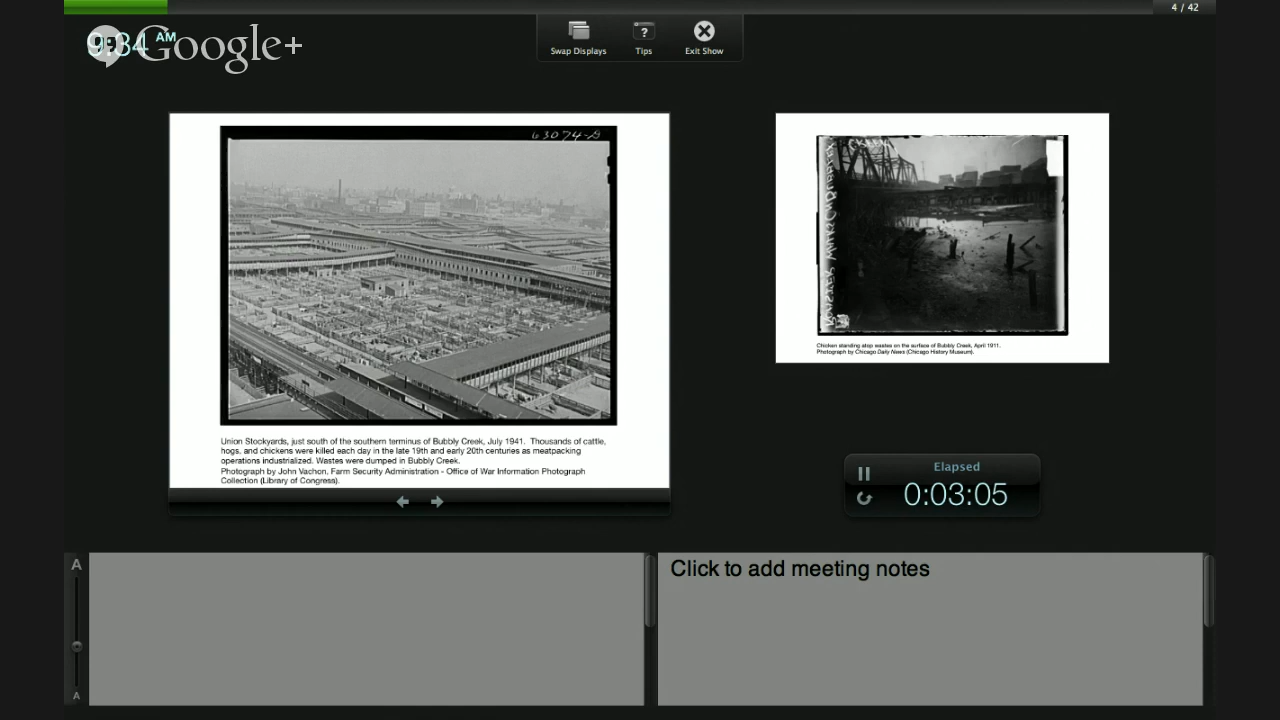 4 / 42
9:34 AM
Google+
Swap Displays
Tips
Exit Show
63074-D
Union Stockyards, just south of the southern terminus of Bubbly Creek, July 1941. Thousands of cattle,
hogs, and chickens were killed each day in the late 19th and early 20th centuries as meatpacking
operations industrialized. Wastes were dumped in Bubbly Creek.
Photograph by John Vachon. Farm Security Administration - Office of War Information Photograph
Collection (Library of Congress).
Chicken standing atop wastes on the surface of Bubbly Creek, April 1911.
Photograph by Chicago Daily News (Chicago History Museum).
Elapsed
0:03:05
A
A
Click to add meeting notes